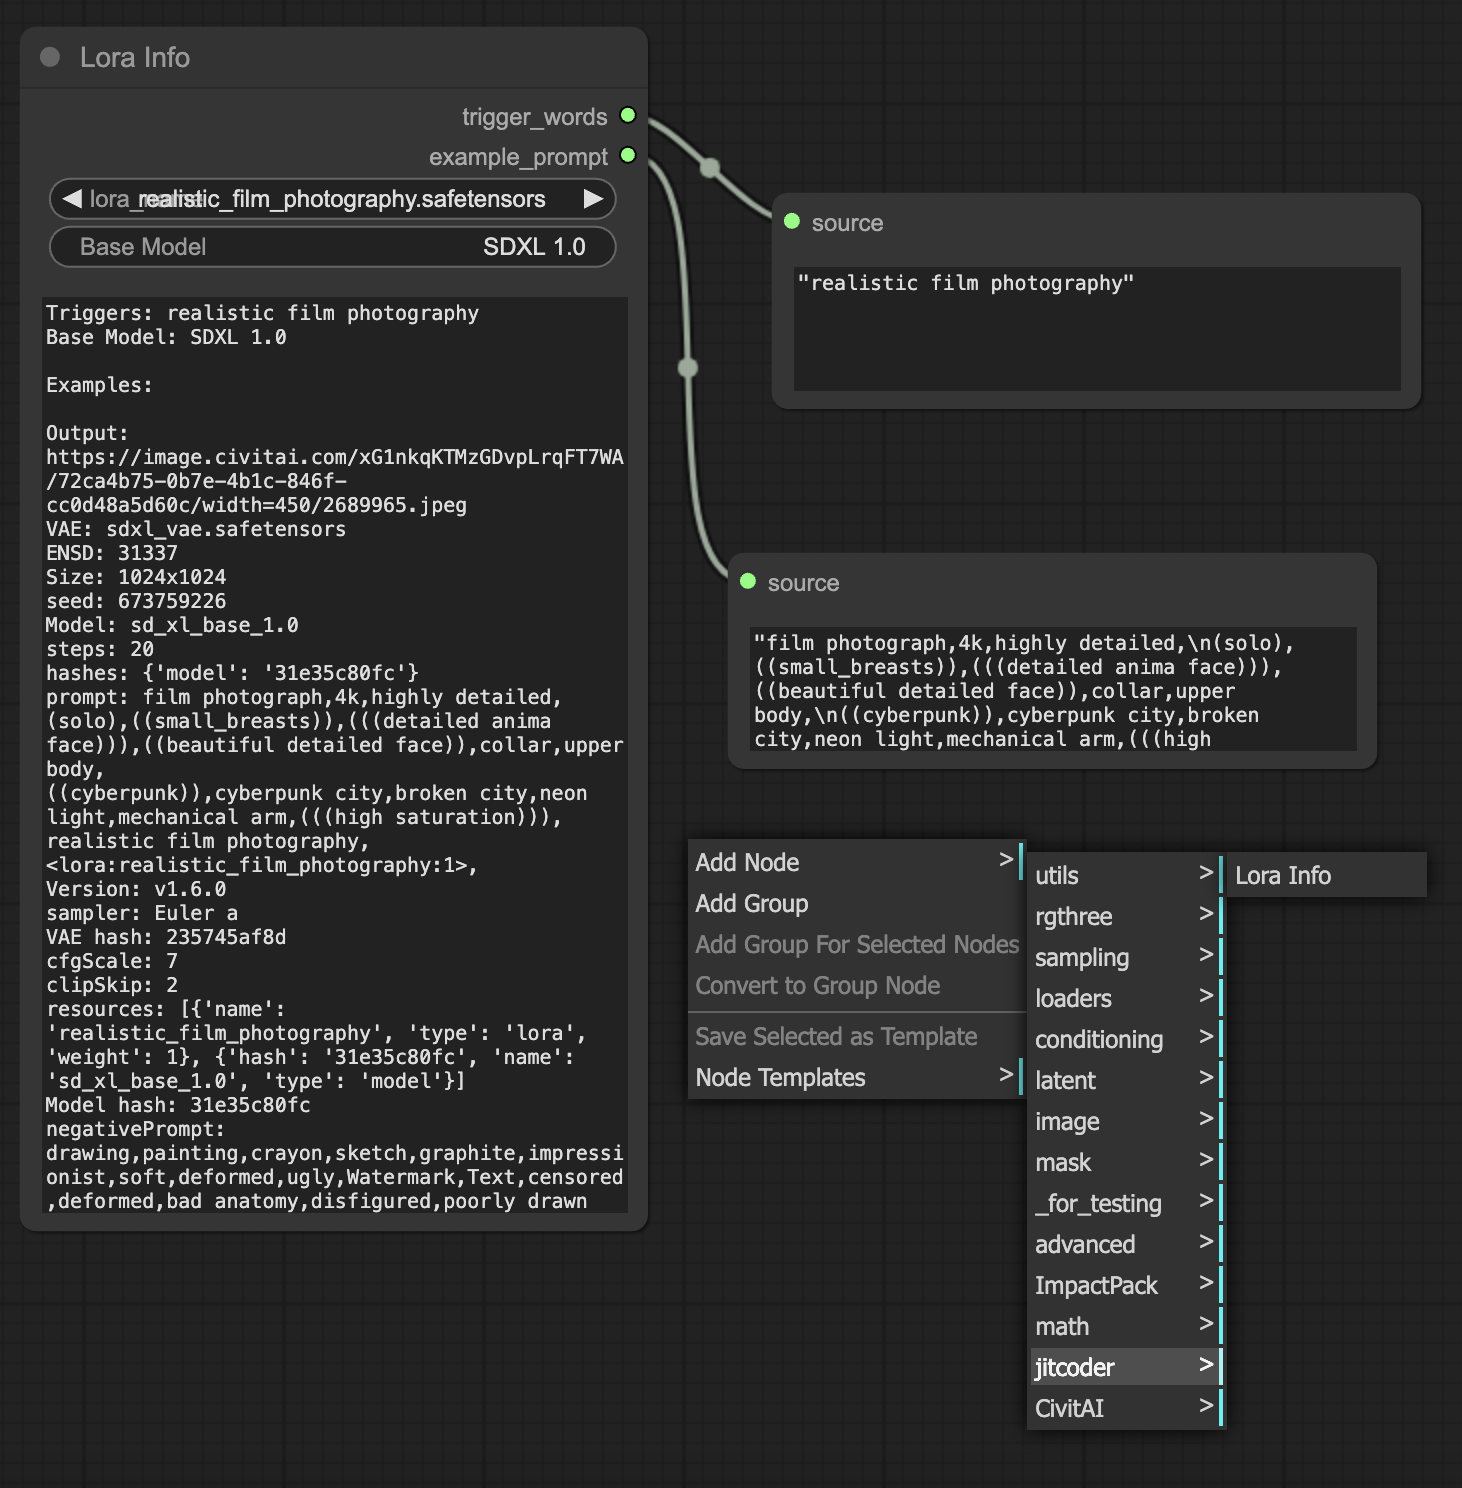 Lora Info
trigger_words
example_prompt
lora_name realistic_film_photography.safetensors
Base Model SDXL 1.0
Triggers: realistic film photography
Base Model: SDXL 1.0
Examples:
Output:
https://image.civitai.com/xG1nkqKTMzGDvpLrqFT7WA
/72ca4b75-0b7e-4b1c-846f-
cc0d48a5d60c/width=450/2689965.jpeg
VAE: sdxl_vae.safetensors
ENSD: 31337
Size: 1024x1024
seed: 673759226
Model: sd_xl_base_1.0
steps: 20
hashes: {'model': '31e35c80fc'}
prompt: film photograph,4k,highly detailed,
(solo),((small_breasts)),(((detailed anima
face))),((beautiful detailed face)),collar,upper
body,
((cyberpunk)),cyberpunk city,broken city,neon
light,mechanical arm,(((high saturation))),
realistic film photography,
<lora:realistic_film_photography:1>,
Version: v1.6.0
sampler: Euler a
VAE hash: 235745af8d
cfgScale: 7
clipSkip: 2
resources: [{'name':
'realistic_film_photography', 'type': 'lora',
'weight': 1}, {'hash': '31e35c80fc', 'name':
'sd_xl_base_1.0', 'type': 'model'}]
Model hash: 31e35c80fc
negativePrompt:
drawing,painting,crayon,sketch,graphite,impressi
onist,soft,deformed,ugly,Watermark,Text,censored
,deformed,bad anatomy,disfigured,poorly drawn
source
"realistic film photography"
source
"film photograph,4k,highly detailed,\n(solo),
((small_breasts)),(((detailed anima face))),
((beautiful detailed face)),collar,upper
body,\n((cyberpunk)),cyberpunk city,broken
city,neon light,mechanical arm,(((high
Add Node >
Add Group
Add Group For Selected Nodes
Convert to Group Node
Save Selected as Template
Node Templates >
utils >
rgthree >
sampling >
loaders >
conditioning >
latent >
image >
mask >
_for_testing >
advanced >
ImpactPack >
math >
jitcoder >
CivitAI >
Lora Info